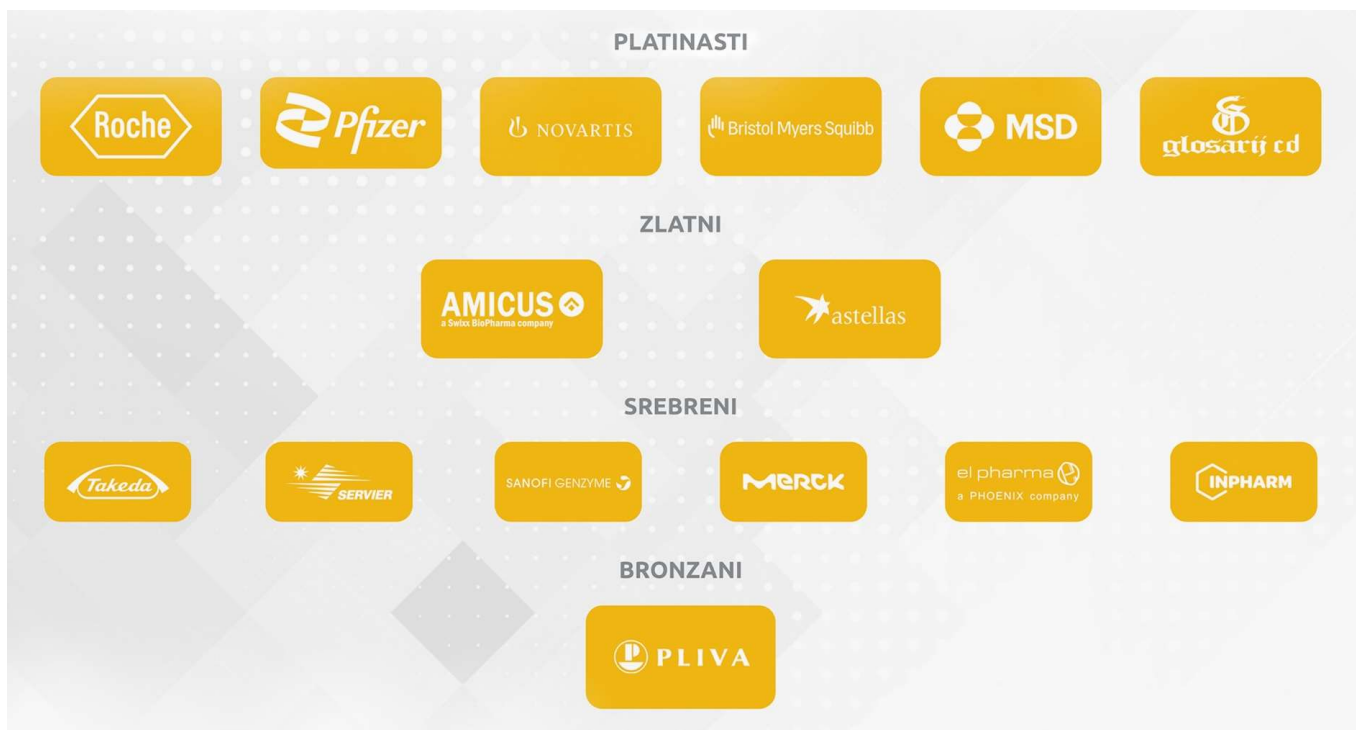 PLATINASTI
Roche
Pfizer
NOVARTIS
Bristol Myers Squibb
MSD
glosarij cd
ZLATNI
AMICUS
a Swixx BioPharma company
astellas
SREBRENI
Takeda
SERVIER
SANOFI GENZYME
MERCK
el pharma
a PHOENIX company
INPHARM
BRONZANI
PLIVA